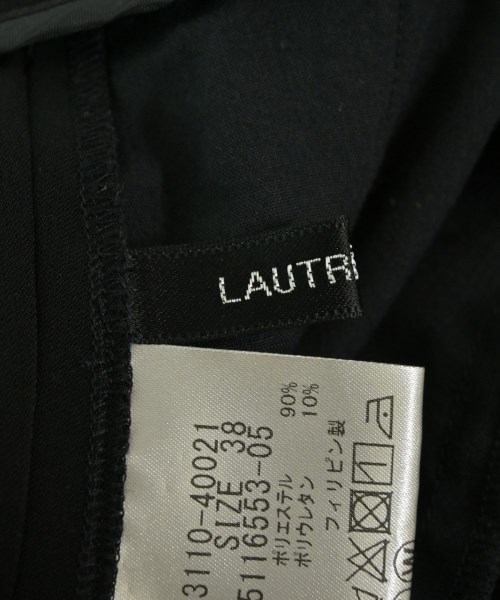 LAUTR
3110-40021
SIZE 38
5116553-05
ポリエステル 90%
ポリウレタン 10%
フィリピン製
W